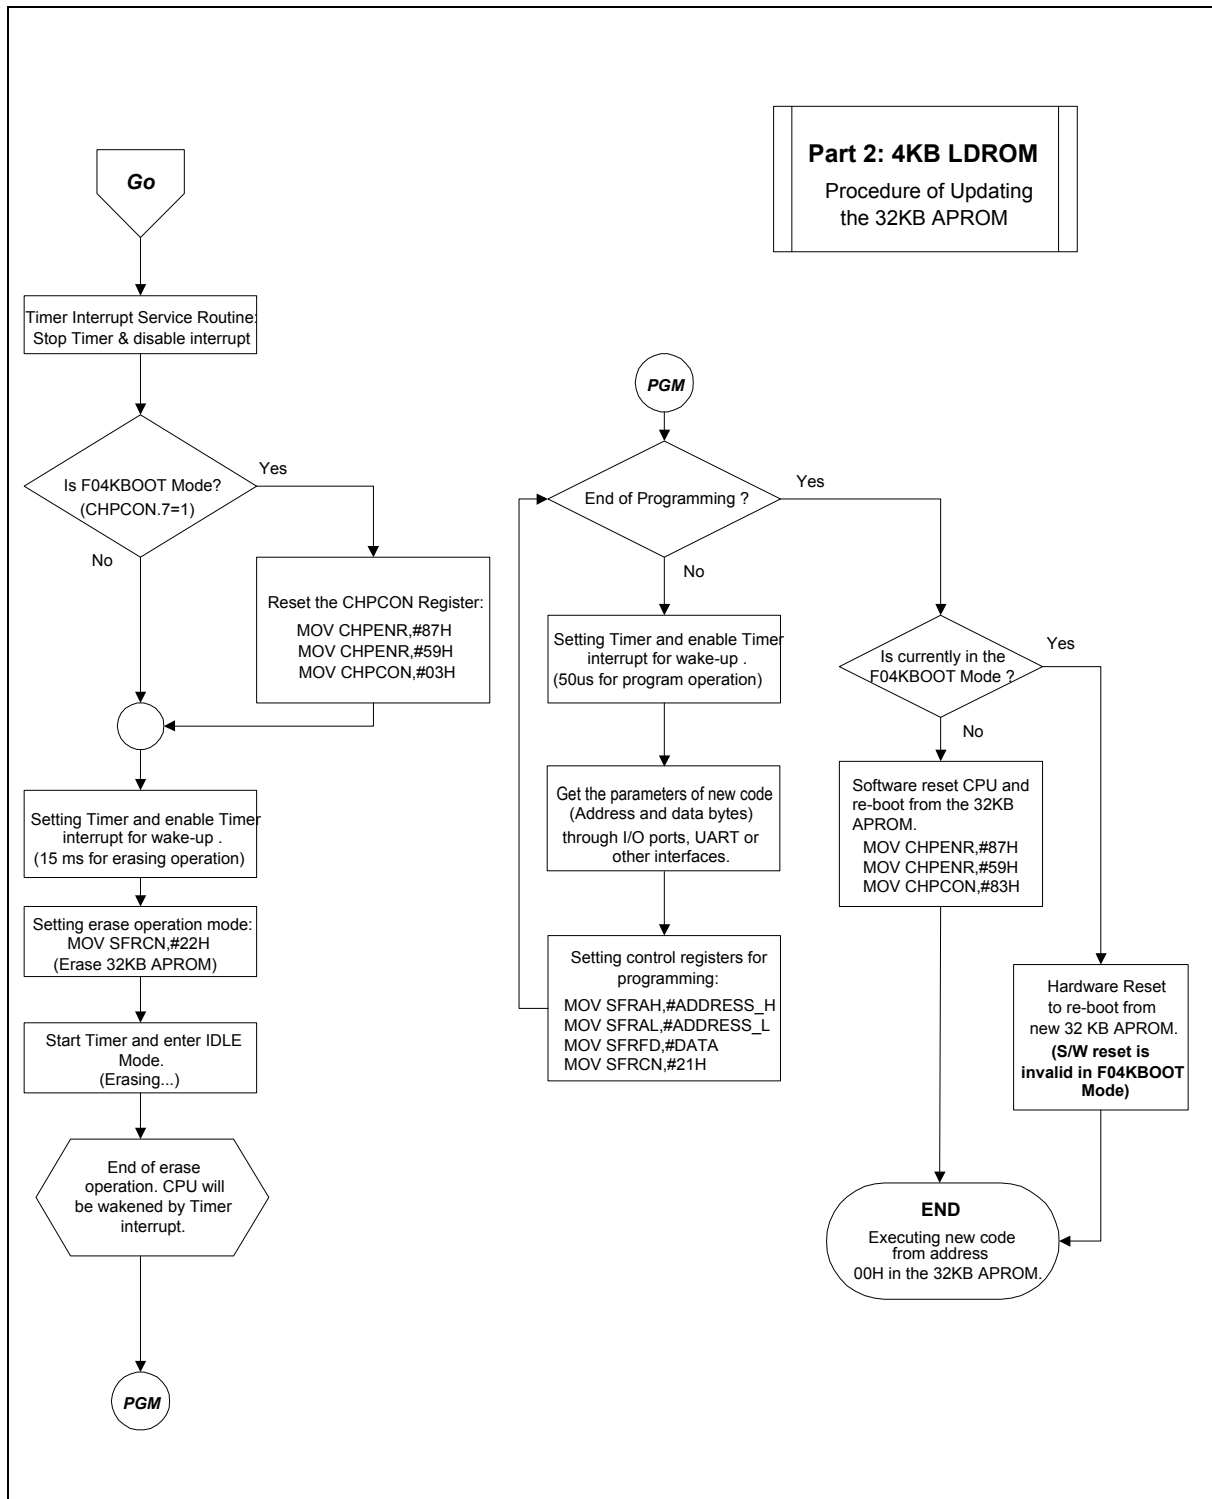 Part 2: 4KB LDROM
Procedure of Updating
the 32KB APROM
Go
Timer Interrupt Service Routine:
Stop Timer & disable interrupt
Is F04KBOOT Mode?
(CHPCON.7=1)
Yes
No
Reset the CHPCON Register:
MOV CHPENR,#87H
MOV CHPENR,#59H
MOV CHPCON,#03H
Setting Timer and enable Timer
interrupt for wake-up .
(15 ms for erasing operation)
Setting erase operation mode:
MOV SFRCN,#22H
(Erase 32KB APROM)
Start Timer and enter IDLE
Mode.
(Erasing...)
End of erase
operation. CPU will
be wakened by Timer
interrupt.
PGM
PGM
End of Programming ?
Yes
No
Setting Timer and enable Timer
interrupt for wake-up .
(50us for program operation)
Get the parameters of new code
(Address and data bytes)
through I/O ports, UART or
other interfaces.
Setting control registers for
programming:
MOV SFRAH,#ADDRESS_H
MOV SFRAL,#ADDRESS_L
MOV SFRFD,#DATA
MOV SFRCN,#21H
Is currently in the
F04KBOOT Mode ?
Yes
No
Software reset CPU and
re-boot from the 32KB
APROM.
MOV CHPENR,#87H
MOV CHPENR,#59H
MOV CHPCON,#83H
Hardware Reset
to re-boot from
new 32 KB APROM.
(S/W reset is
invalid in F04KBOOT
Mode)
END
Executing new code
from address
00H in the 32KB APROM.